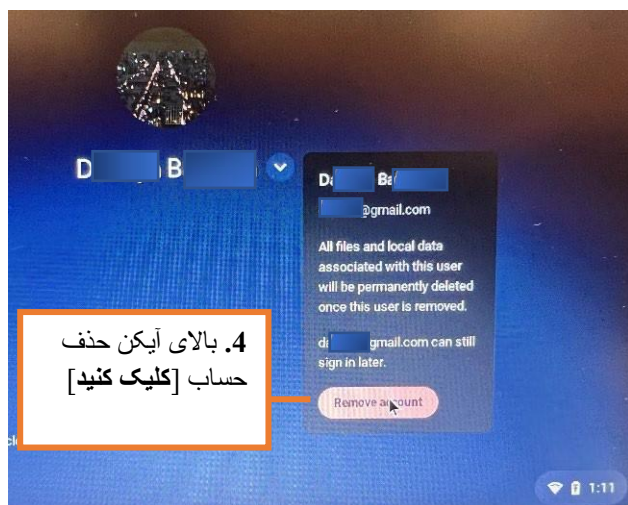 D B
Da Ba
@gmail.com
All files and local data
associated with this user
will be permanently deleted
once this user is removed.
gmail.com can still
sign in later.
Remove account
4. بالای آیکن حذف
حساب [کلیک کنید]
1:11